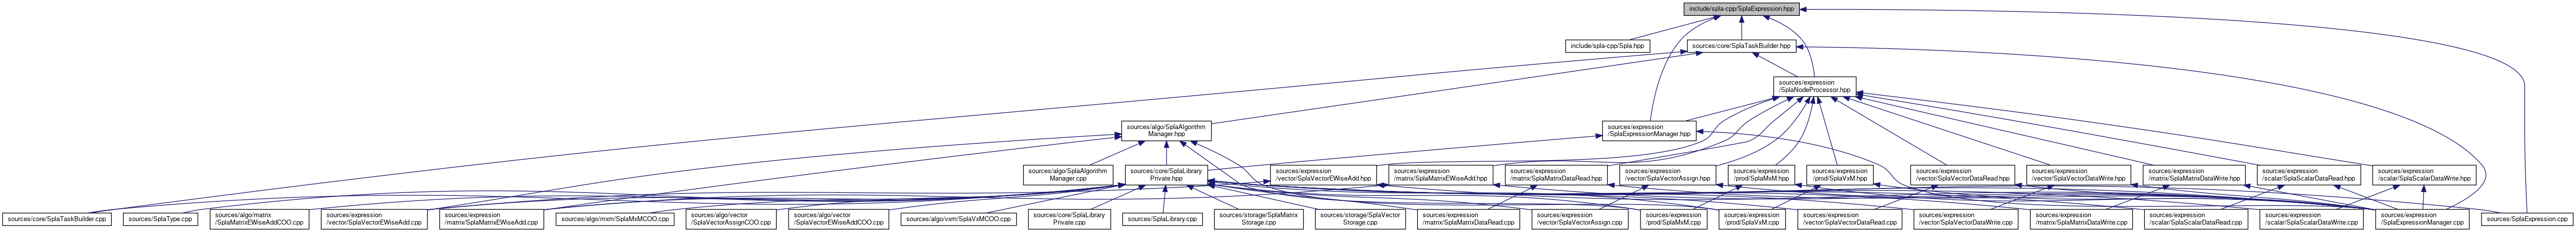 include/spla-cpp/SplaExpression.hpp
include/spla-cpp/Spla.hpp
sources/core/SplaTaskBuilder.hpp
sources/expression
/SplaNodeProcessor.hpp
sources/algo/SplaAlgorithm
Manager.hpp
sources/expression
/SplaExpressionManager.hpp
sources/algo/SplaAlgorithm
Manager.cpp
sources/core/SplaLibrary
Private.hpp
sources/expression
/vector/SplaVectorEWiseAdd.hpp
sources/expression
/matrix/SplaMatrixEWiseAdd.hpp
sources/expression
/matrix/SplaMatrixDataRead.hpp
sources/expression
/vector/SplaVectorAssign.hpp
sources/expression
/prod/SplaMxM.hpp
sources/expression
/prod/SplaVxM.hpp
sources/expression
/vector/SplaVectorDataRead.hpp
sources/expression
/vector/SplaVectorDataWrite.hpp
sources/expression
/matrix/SplaMatrixDataWrite.hpp
sources/expression
/scalar/SplaScalarDataRead.hpp
sources/expression
/scalar/SplaScalarDataWrite.hpp
sources/core/SplaTaskBuilder.cpp
sources/SplaType.cpp
sources/algo/matrix
/SplaMatrixEWiseAddCOO.cpp
sources/expression
/vector/SplaVectorEWiseAdd.cpp
sources/expression
/matrix/SplaMatrixEWiseAdd.cpp
sources/algo/mxm/SplaMxMCOO.cpp
sources/algo/vector
/SplaVectorAssignCOO.cpp
sources/algo/vector
/SplaVectorEWiseAddCOO.cpp
sources/algo/vxm/SplaVxMCOO.cpp
sources/core/SplaLibrary
Private.cpp
sources/SplaLibrary.cpp
sources/storage/SplaMatrix
Storage.cpp
sources/storage/SplaVector
Storage.cpp
sources/expression
/matrix/SplaMatrixDataRead.cpp
sources/expression
/vector/SplaVectorAssign.cpp
sources/expression
/prod/SplaMxM.cpp
sources/expression
/prod/SplaVxM.cpp
sources/expression
/vector/SplaVectorDataRead.cpp
sources/expression
/vector/SplaVectorDataWrite.cpp
sources/expression
/matrix/SplaMatrixDataWrite.cpp
sources/expression
/scalar/SplaScalarDataRead.cpp
sources/expression
/scalar/SplaScalarDataWrite.cpp
sources/expression
/SplaExpressionManager.cpp
sources/SplaExpression.cpp